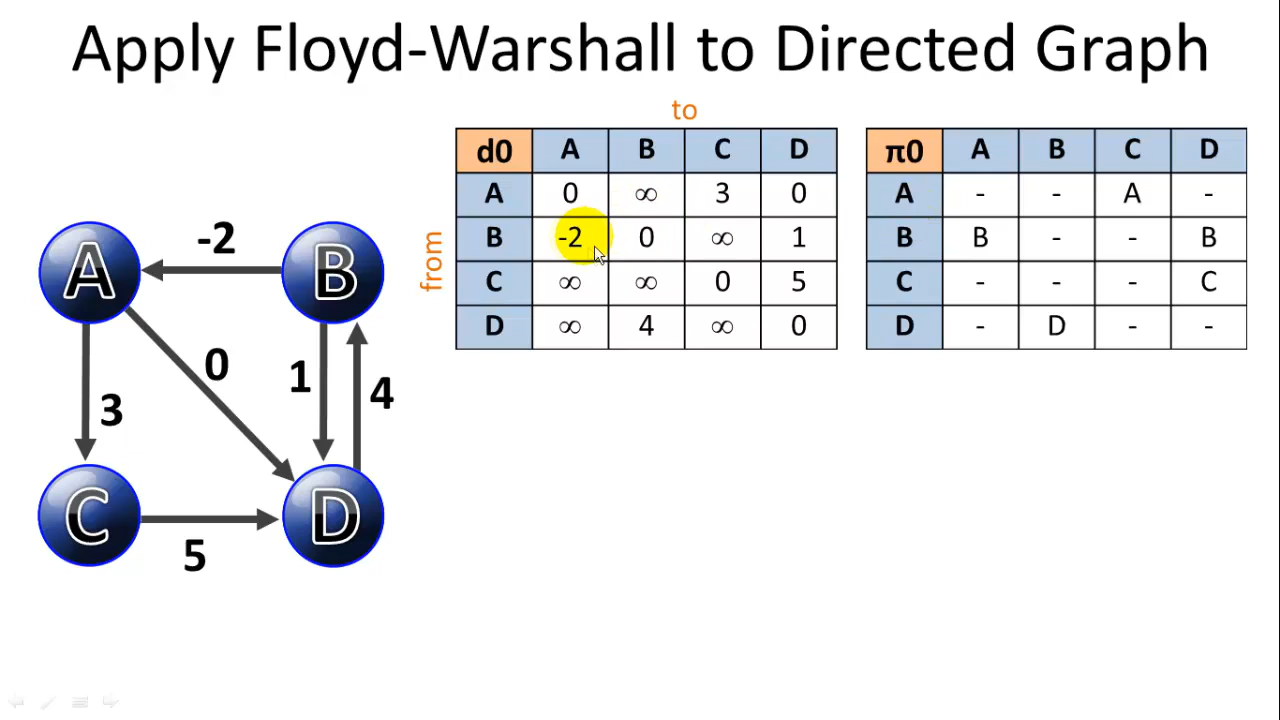 Apply Floyd-Warshall to Directed Graph
to
from
d0 A B C D
A 0 ∞ 3 0
B -2 0 ∞ 1
C ∞ ∞ 0 5
D ∞ 4 ∞ 0
π0 A B C D
A - - A -
B B - - B
C - - - C
D - D - -
A -2 B
3 0 1 4
C 5 D